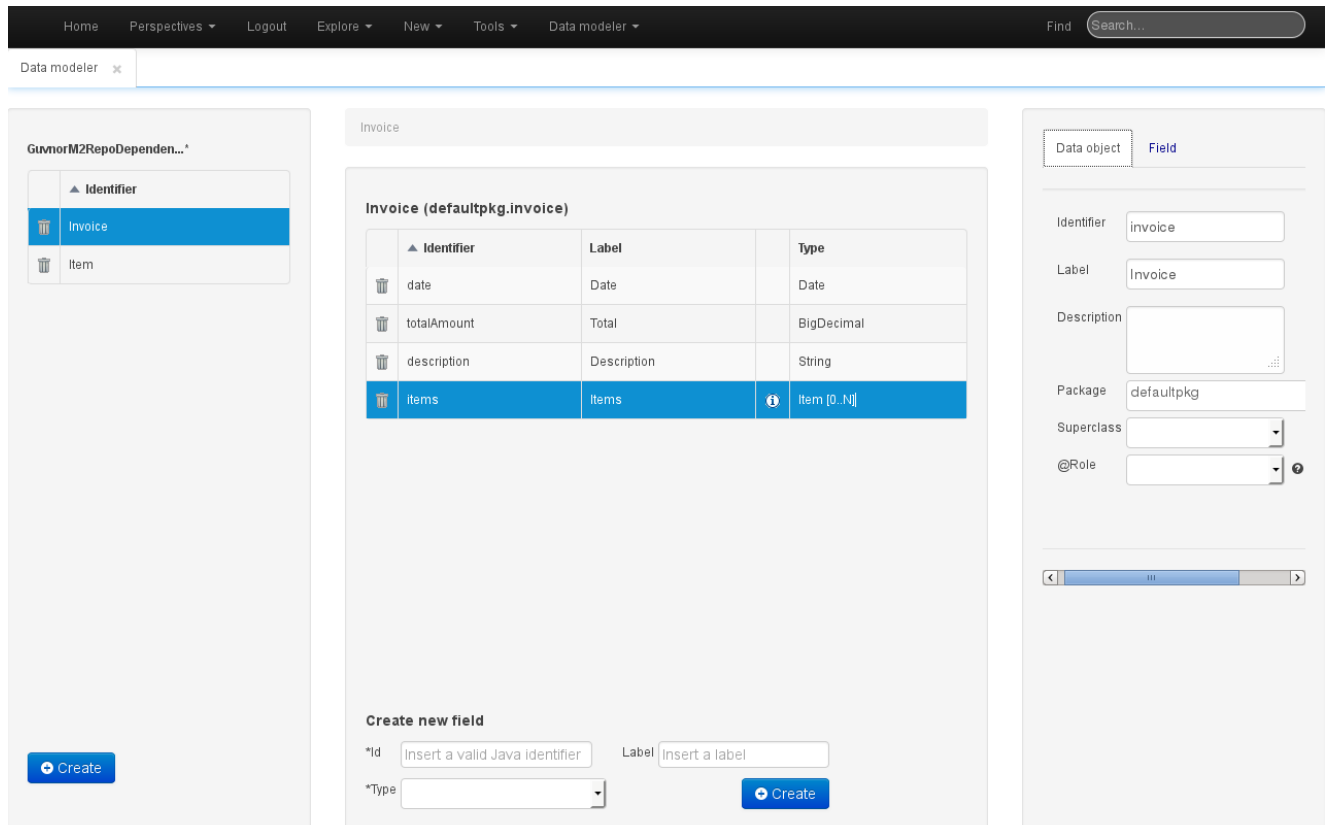 Home Perspectives Logout Explore New Tools Data modeler Find Search...
Data modeler
GuvnorM2RepoDependen...*
Identifier
Invoice
Item
Create
Invoice
Invoice (defaultpkg.invoice)
Identifier Label Type
date Date Date
totalAmount Total BigDecimal
description Description String
items Items Item [0..N]
Create new field
*Id Insert a valid Java identifier Label Insert a label
*Type Create
Data object Field
Identifier invoice
Label Invoice
Description
Package defaultpkg
Superclass
@Role